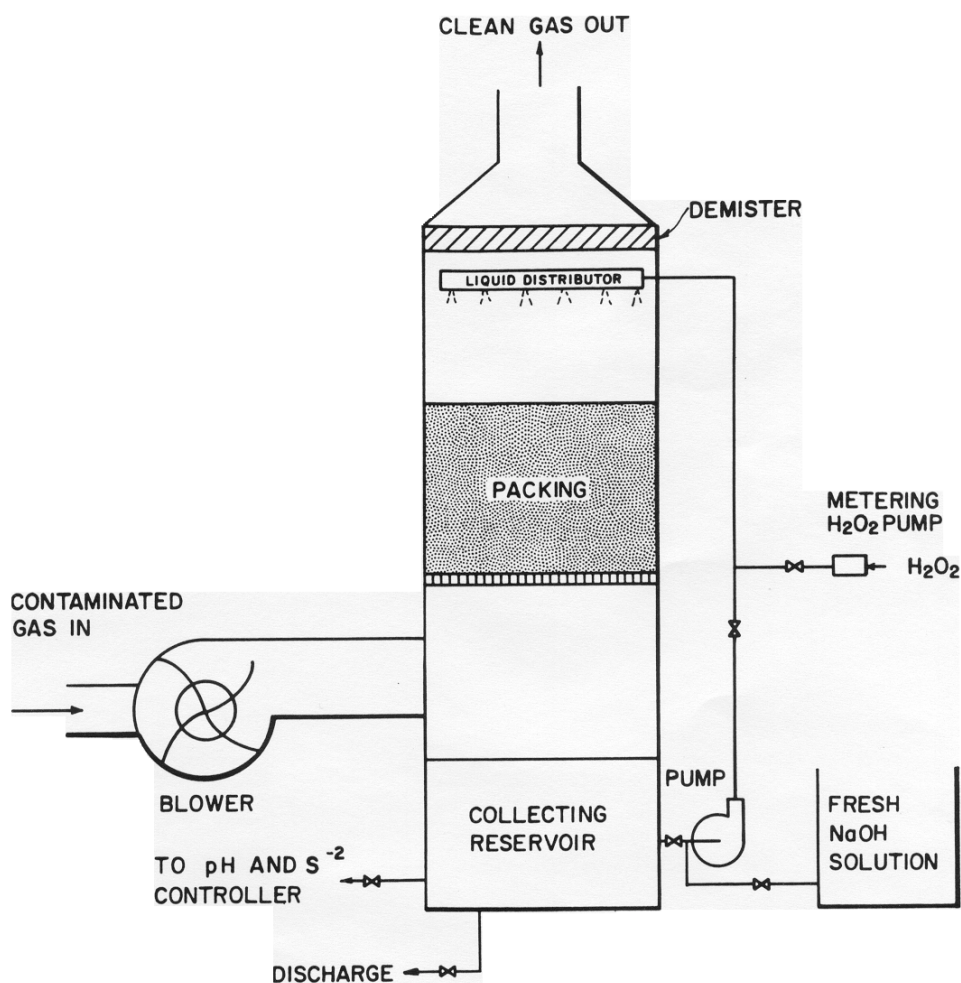 CLEAN GAS OUT
DEMISTER
LIQUID DISTRIBUTOR
PACKING
METERING
H₂O₂ PUMP
H₂O₂
CONTAMINATED
GAS IN
BLOWER
PUMP
COLLECTING
RESERVOIR
FRESH
NaOH
SOLUTION
TO pH AND S⁻²
CONTROLLER
DISCHARGE